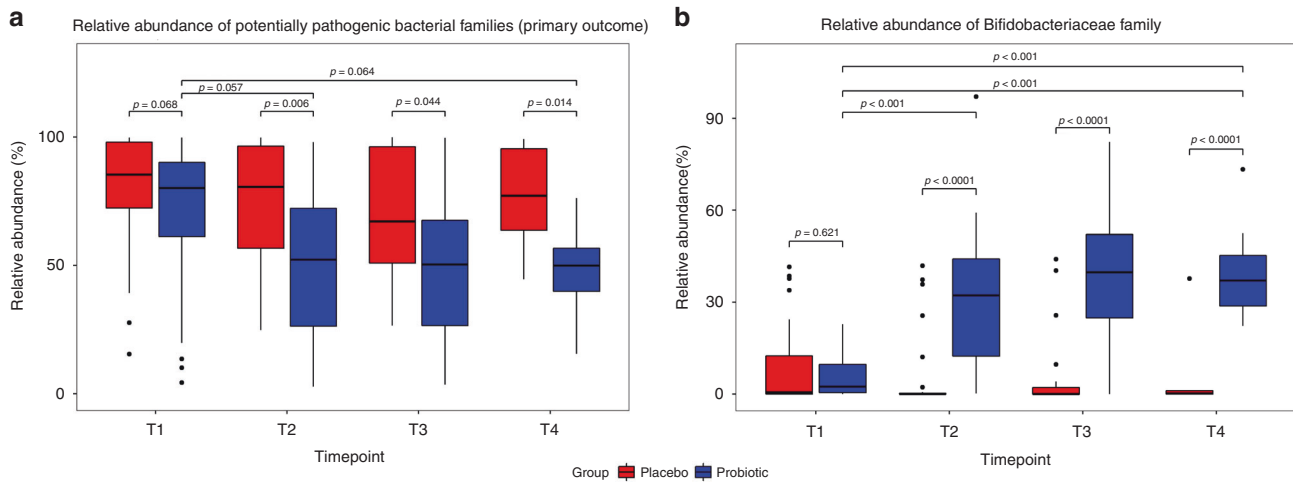 a
Relative abundance of potentially pathogenic bacterial families (primary outcome)
p = 0.064
p = 0.057
p = 0.068
p = 0.006
p = 0.044
p = 0.014
100
50
0
Relative abundance (%)
T1
T2
T3
T4
Timepoint
b
Relative abundance of Bifidobacteriaceae family
p < 0.001
p < 0.001
p < 0.001
p < 0.0001
p < 0.0001
p < 0.0001
p = 0.621
90
60
30
0
Relative abundance(%)
T1
T2
T3
T4
Timepoint
Group Placebo Probiotic